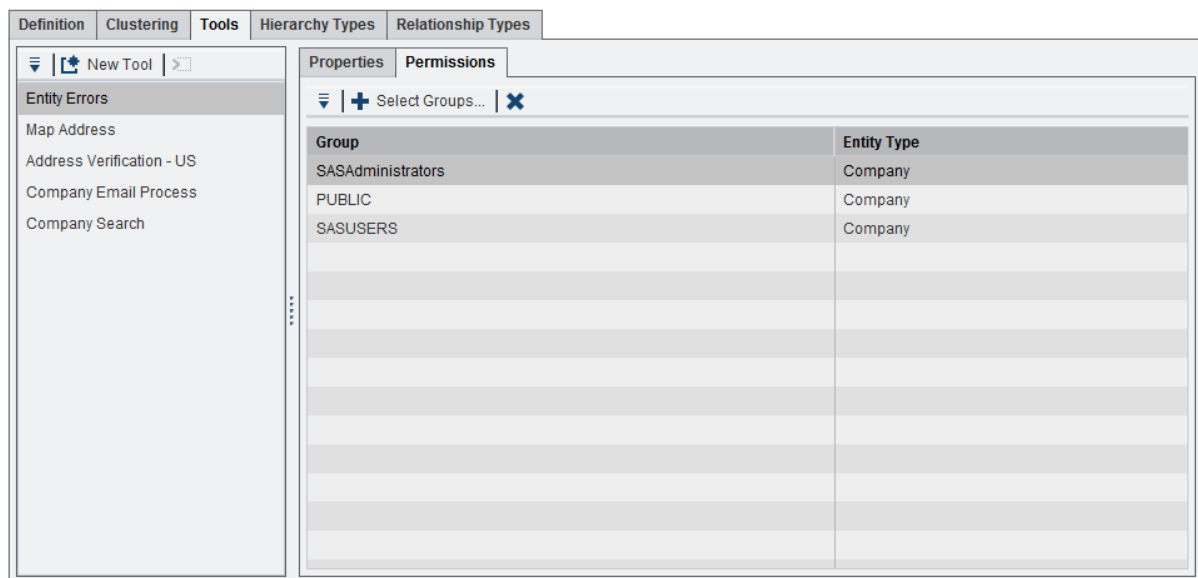 Definition Clustering Tools Hierarchy Types Relationship Types
New Tool
Entity Errors
Map Address
Address Verification - US
Company Email Process
Company Search
Properties Permissions
Select Groups...
Group Entity Type
SASAdministrators Company
PUBLIC Company
SASUSERS Company